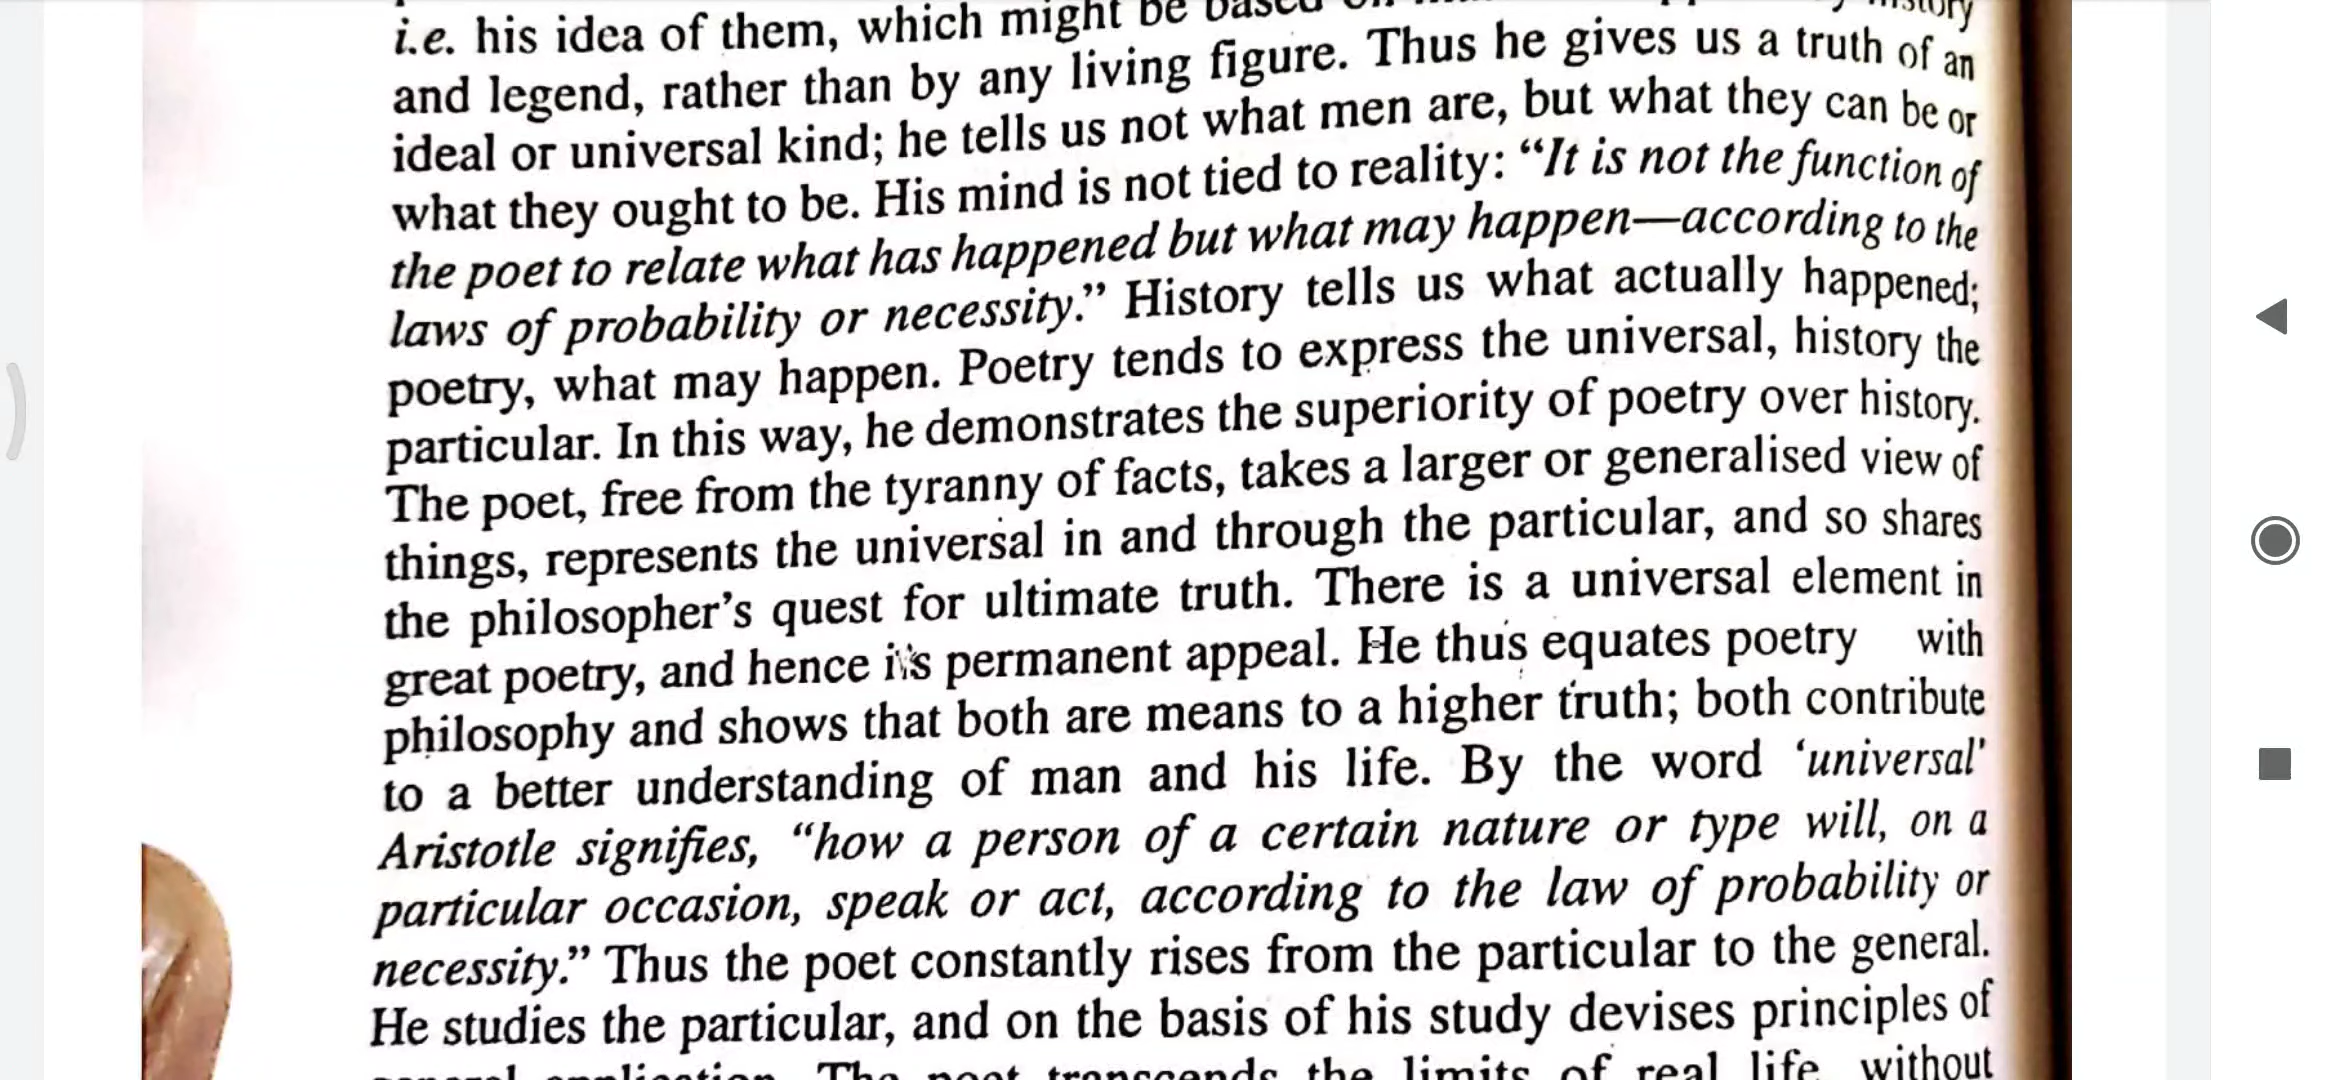 i.e. his idea of them, which might be based
and legend, rather than by any living figure. Thus he gives us a truth of an
ideal or universal kind; he tells us not what men are, but what they can be or
what they ought to be. His mind is not tied to reality: “It is not the function of
the poet to relate what has happened but what may happen—according to the
laws of probability or necessity.” History tells us what actually happened;
poetry, what may happen. Poetry tends to express the universal, history the
particular. In this way, he demonstrates the superiority of poetry over history.
The poet, free from the tyranny of facts, takes a larger or generalised view of
things, represents the universal in and through the particular, and so shares
the philosopher’s quest for ultimate truth. There is a universal element in
great poetry, and hence its permanent appeal. He thus equates poetry with
philosophy and shows that both are means to a higher truth; both contribute
to a better understanding of man and his life. By the word ‘universal’
Aristotle signifies, “how a person of a certain nature or type will, on a
particular occasion, speak or act, according to the law of probability or
necessity.” Thus the poet constantly rises from the particular to the general.
He studies the particular, and on the basis of his study devises principles of
general application. The poet transcends the limits of real life, without